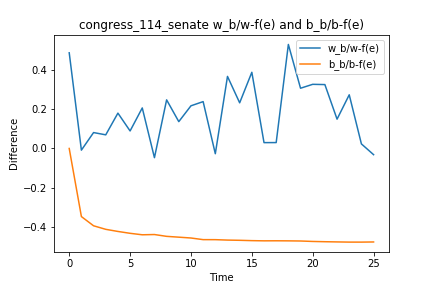 congress_114_senate w_b/w-f(e) and b_b/b-f(e)
w_b/w-f(e)
b_b/b-f(e)
Difference
0.4
0.2
0.0
−0.2
−0.4
0 5 10 15 20 25
Time